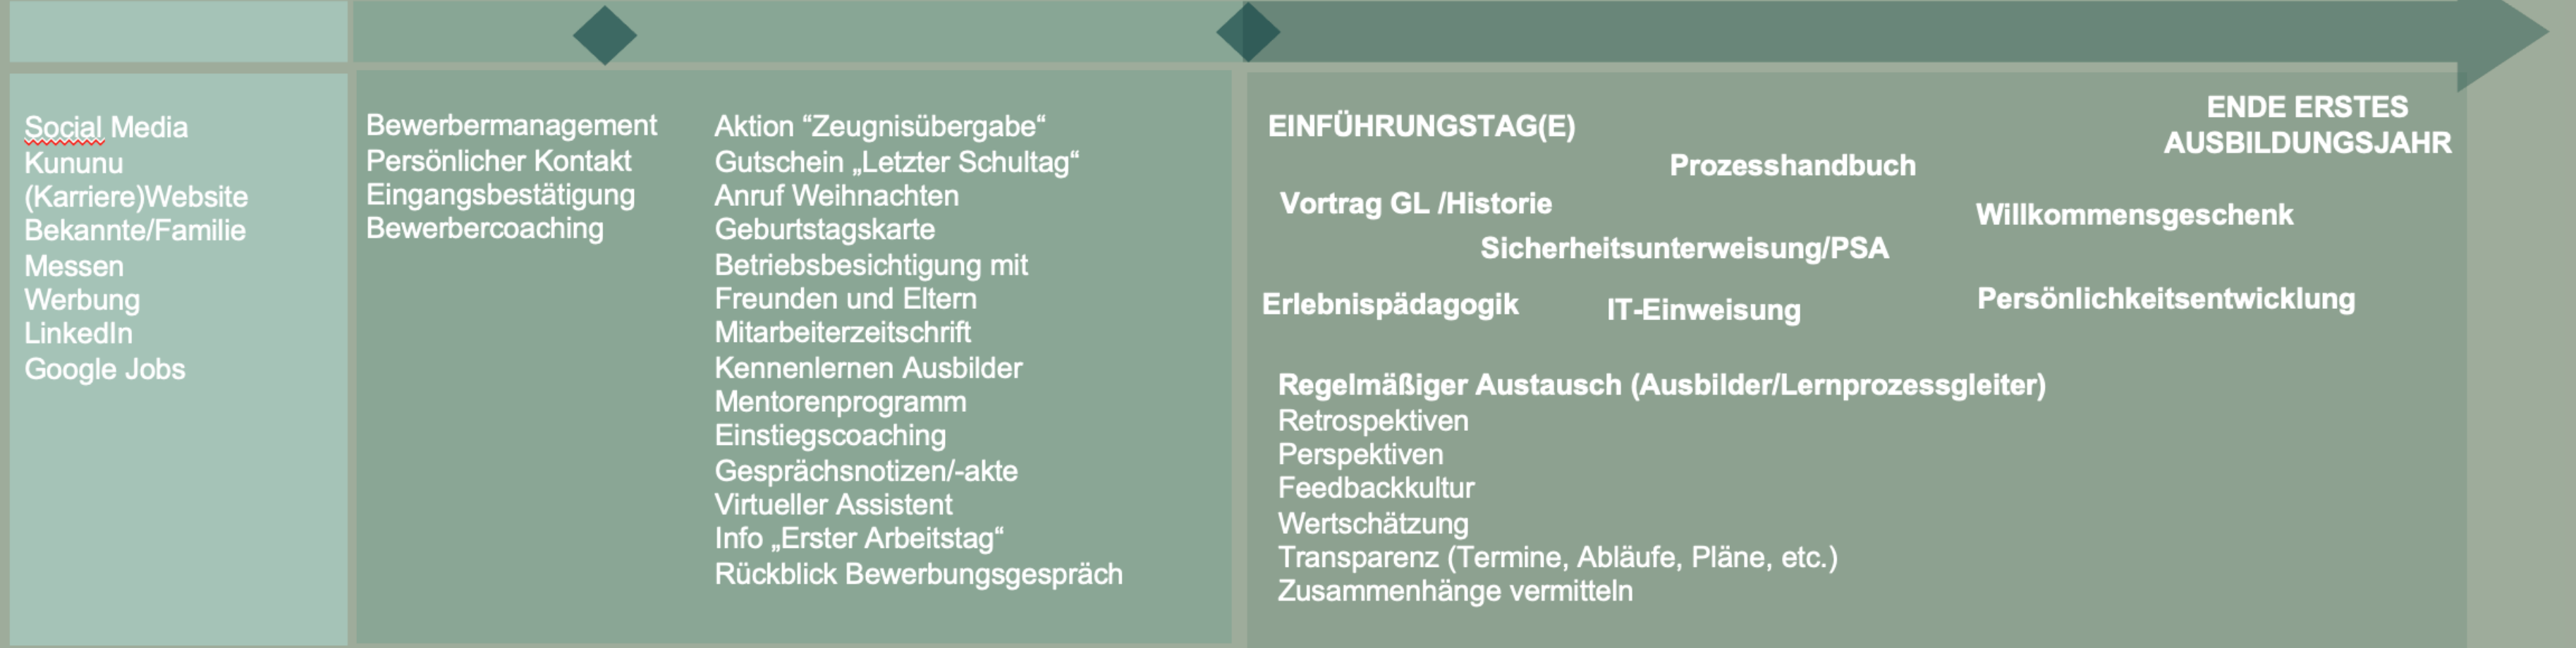 Social Media
Kununu
(Karriere)Website
Bekannte/Familie
Messen
Werbung
LinkedIn
Google Jobs
Bewerbermanagement
Persönlicher Kontakt
Eingangsbestätigung
Bewerbercoaching
Aktion “Zeugnisübergabe“
Gutschein „Letzter Schultag“
Anruf Weihnachten
Geburtstagskarte
Betriebsbesichtigung mit
Freunden und Eltern
Mitarbeiterzeitschrift
Kennenlernen Ausbilder
Mentorenprogramm
Einstiegscoaching
Gesprächsnotizen/-akte
Virtueller Assistent
Info „Erster Arbeitstag“
Rückblick Bewerbungsgespräch
EINFÜHRUNGSTAG(E)
ENDE ERSTES
AUSBILDUNGSJAHR
Prozesshandbuch
Vortrag GL /Historie
Willkommensgeschenk
Sicherheitsunterweisung/PSA
Erlebnispädagogik
IT-Einweisung
Persönlichkeitsentwicklung
Regelmäßiger Austausch (Ausbilder/Lernprozessgleiter)
Retrospektiven
Perspektiven
Feedbackkultur
Wertschätzung
Transparenz (Termine, Abläufe, Pläne, etc.)
Zusammenhänge vermitteln